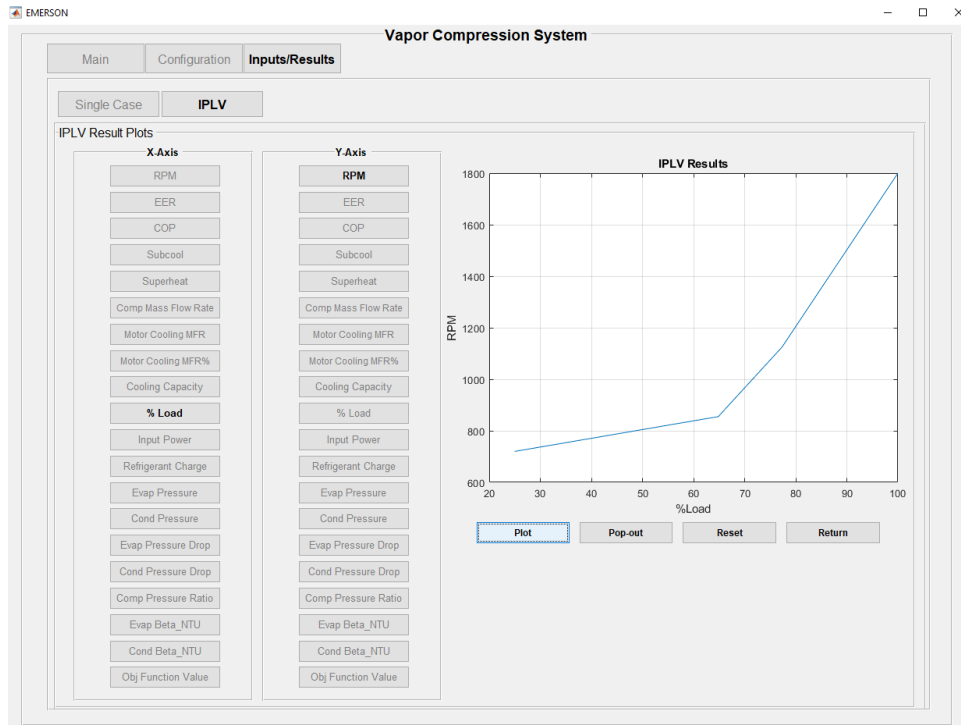 EMERSON
Vapor Compression System
Main
Configuration
Inputs/Results
Single Case
IPLV
IPLV Result Plots
X-Axis
RPM
EER
COP
Subcool
Superheat
Comp Mass Flow Rate
Motor Cooling MFR
Motor Cooling MFR%
Cooling Capacity
% Load
Input Power
Refrigerant Charge
Evap Pressure
Cond Pressure
Evap Pressure Drop
Cond Pressure Drop
Comp Pressure Ratio
Evap Beta_NTU
Cond Beta_NTU
Obj Function Value
Y-Axis
RPM
EER
COP
Subcool
Superheat
Comp Mass Flow Rate
Motor Cooling MFR
Motor Cooling MFR%
Cooling Capacity
% Load
Input Power
Refrigerant Charge
Evap Pressure
Cond Pressure
Evap Pressure Drop
Cond Pressure Drop
Comp Pressure Ratio
Evap Beta_NTU
Cond Beta_NTU
Obj Function Value
IPLV Results
1800
1600
1400
1200
1000
800
600
RPM
20 30 40 50 60 70 80 90 100
%Load
Plot
Pop-out
Reset
Return